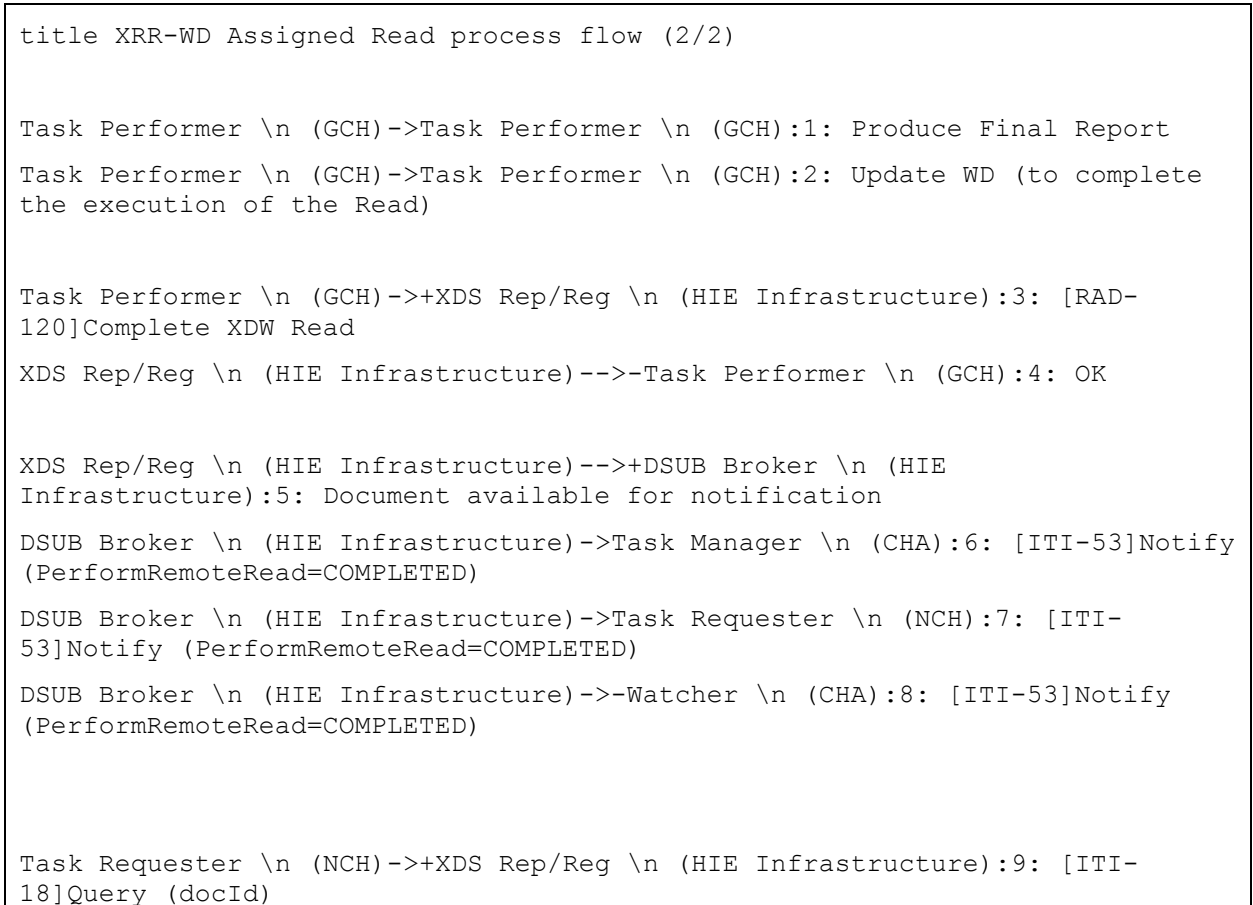 title XRR-WD Assigned Read process flow (2/2)
Task Performer \n (GCH)->Task Performer \n (GCH):1: Produce Final Report
Task Performer \n (GCH)->Task Performer \n (GCH):2: Update WD (to complete
the execution of the Read)
Task Performer \n (GCH)->+XDS Rep/Reg \n (HIE Infrastructure):3: [RAD-
120]Complete XDW Read
XDS Rep/Reg \n (HIE Infrastructure)-->-Task Performer \n (GCH):4: OK
XDS Rep/Reg \n (HIE Infrastructure)-->+DSUB Broker \n (HIE
Infrastructure):5: Document available for notification
DSUB Broker \n (HIE Infrastructure)->Task Manager \n (CHA):6: [ITI-53]Notify
(PerformRemoteRead=COMPLETED)
DSUB Broker \n (HIE Infrastructure)->Task Requester \n (NCH):7: [ITI-
53]Notify (PerformRemoteRead=COMPLETED)
DSUB Broker \n (HIE Infrastructure)->-Watcher \n (CHA):8: [ITI-53]Notify
(PerformRemoteRead=COMPLETED)
Task Requester \n (NCH)->+XDS Rep/Reg \n (HIE Infrastructure):9: [ITI-
18]Query (docId)